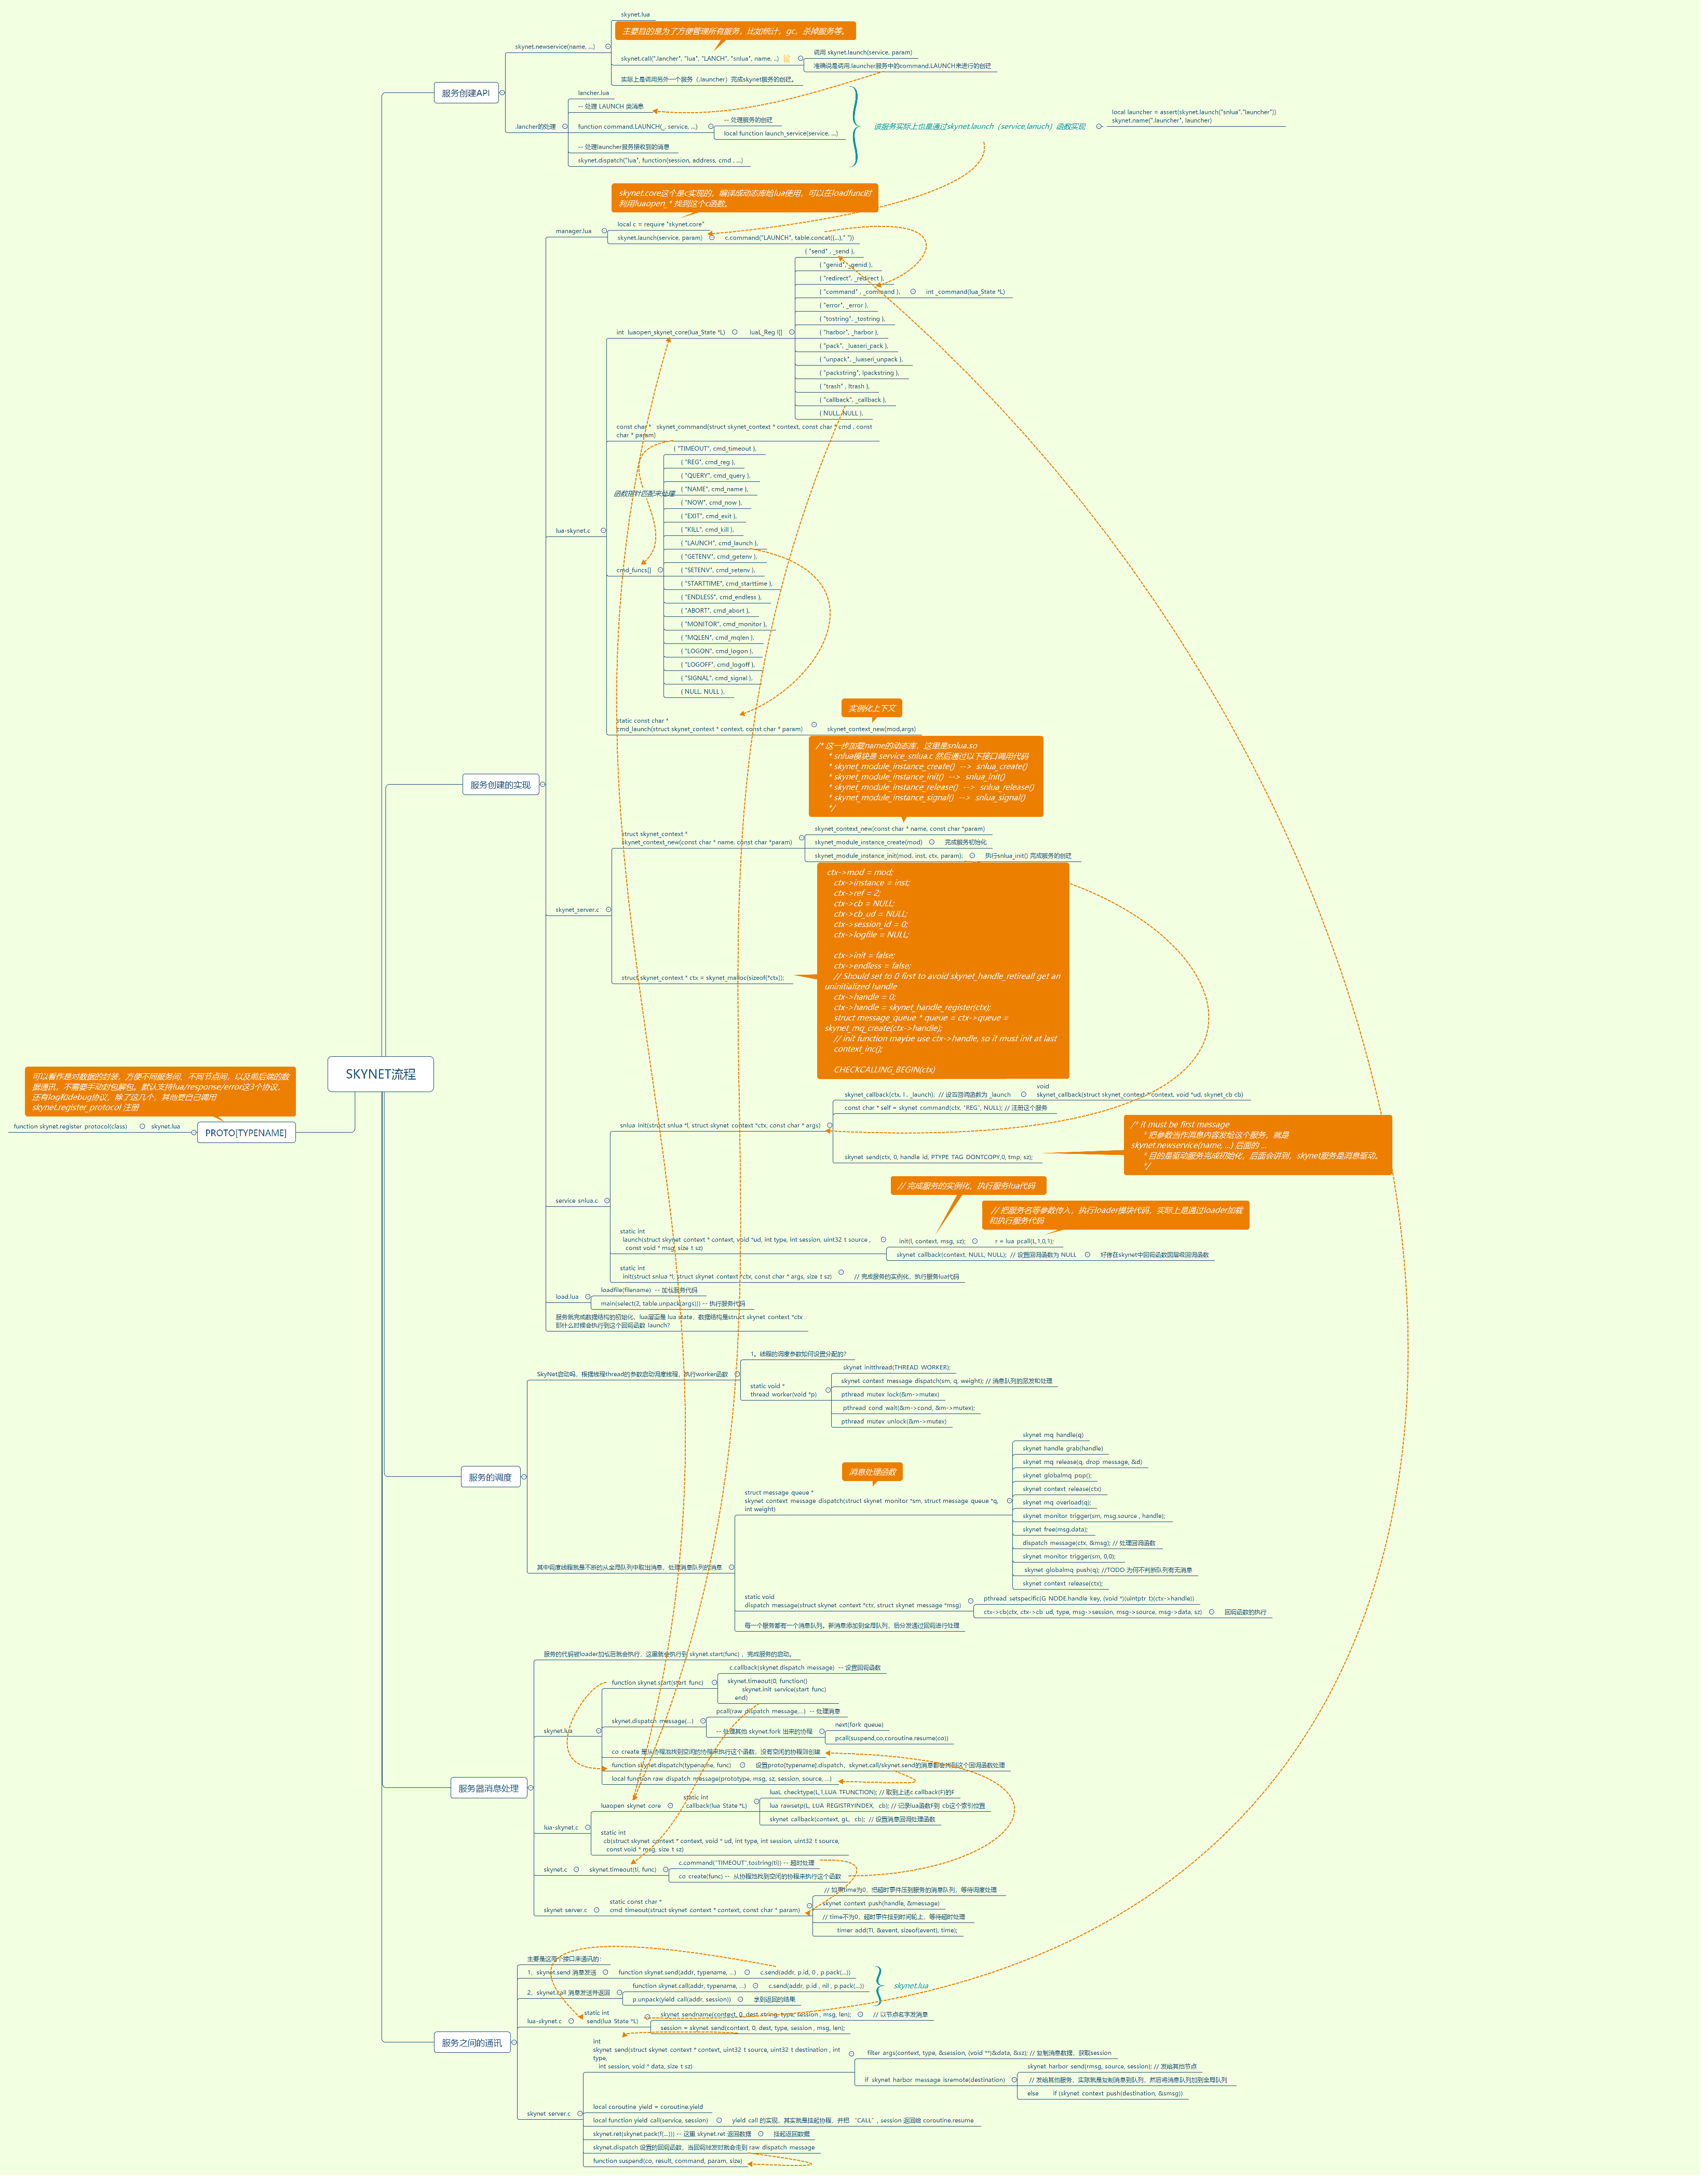 SKYNET流程
服务创建API
skynet.newservice(name, ...)
skynet.lua
主要目的是为了方便管理所有服务，比如统计，gc，杀掉服务等。
skynet.call(".lancher", "lua", "LANCH", "snlua", name, ..)
调用 skynet.launch(service, param)
准确说是调用.launcher服务中的command.LAUNCH来进行的创建
实际上是调用另外一个服务（.launcher）完成skynet服务的创建。
.lancher的处理
lancher.lua
-- 处理 LAUNCH 类消息
function command.LAUNCH(_, service, ...)
-- 处理服务的创建
local function launch_service(service, ...)
-- 处理launcher服务接收到的消息
skynet.dispatch("lua", function(session, address, cmd , ...)
该服务实际上也是通过skynet.launch（service,lanuch）函数实现
local launcher = assert(skynet.launch("snlua","launcher"))
skynet.name(".launcher", launcher)
服务创建的实现
skynet.core这个是c实现的，编译成动态库给lua使用，可以在loadfunc时
利用luaopen_* 找到这个c函数。
manager.lua
local c = require "skynet.core"
skynet.launch(service, param)
c.command("LAUNCH", table.concat({...}," "))
lua-skynet.c
int luaopen_skynet_core(lua_State *L)
luaL_Reg l[]
{ "send" , _send },
{ "genid", _genid },
{ "redirect", _redirect },
{ "command" , _command },
int _command(lua_State *L)
{ "error", _error },
{ "tostring", _tostring },
{ "harbor", _harbor },
{ "pack", _luaseri_pack },
{ "unpack", _luaseri_unpack },
{ "packstring", lpackstring },
{ "trash" , ltrash },
{ "callback", _callback },
{ NULL, NULL },
const char * skynet_command(struct skynet_context * context, const char * cmd , const
char * param)
函数指针匹配来处理
cmd_funcs[]
{ "TIMEOUT", cmd_timeout },
{ "REG", cmd_reg },
{ "QUERY", cmd_query },
{ "NAME", cmd_name },
{ "NOW", cmd_now },
{ "EXIT", cmd_exit },
{ "KILL", cmd_kill },
{ "LAUNCH", cmd_launch },
{ "GETENV", cmd_getenv },
{ "SETENV", cmd_setenv },
{ "STARTTIME", cmd_starttime },
{ "ENDLESS", cmd_endless },
{ "ABORT", cmd_abort },
{ "MONITOR", cmd_monitor },
{ "MQLEN", cmd_mqlen },
{ "LOGON", cmd_logon },
{ "LOGOFF", cmd_logoff },
{ "SIGNAL", cmd_signal },
{ NULL, NULL },
static const char *
cmd_launch(struct skynet_context * context, const char * param)
实例化上下文
skynet_context_new(mod,args)
/* 这一步加载name的动态库，这里是snlua.so
* snlua模块是 service_snlua.c 然后通过以下接口调用代码
* skynet_module_instance_create() --> snlua_create()
* skynet_module_instance_init() --> snlua_init()
* skynet_module_instance_release() --> snlua_release()
* skynet_module_instance_signal() --> snlua_signal()
*/
skynet_server.c
struct skynet_context *
skynet_context_new(const char * name, const char *param)
skynet_context_new(const char * name, const char *param)
skynet_module_instance_create(mod)
完成服务初始化
skynet_module_instance_init(mod, inst, ctx, param);
执行snlua_init() 完成服务的创建
struct skynet_context * ctx = skynet_malloc(sizeof(*ctx));
ctx->mod = mod;
ctx->instance = inst;
ctx->ref = 2;
ctx->cb = NULL;
ctx->cb_ud = NULL;
ctx->session_id = 0;
ctx->logfile = NULL;
ctx->init = false;
ctx->endless = false;
// Should set to 0 first to avoid skynet_handle_retireall get an
uninitialized handle
ctx->handle = 0;
ctx->handle = skynet_handle_register(ctx);
struct message_queue * queue = ctx->queue =
skynet_mq_create(ctx->handle);
// init function maybe use ctx->handle, so it must init at last
context_inc();
CHECKCALLING_BEGIN(ctx)
service_snlua.c
snlua_init(struct snlua *l, struct skynet_context *ctx, const char * args)
skynet_callback(ctx, l , _launch); // 设置回调函数为 _launch
void
skynet_callback(struct skynet_context * context, void *ud, skynet_cb cb)
const char * self = skynet_command(ctx, "REG", NULL); // 注册这个服务
skynet_send(ctx, 0, handle_id, PTYPE_TAG_DONTCOPY,0, tmp, sz);
/* it must be first message
* 把参数当作消息内容发给这个服务，就是
skynet.newservice(name, ...) 后面的 ...
* 目的是驱动服务完成初始化，后面会讲到，skynet服务是消息驱动。
*/
// 完成服务的实例化，执行服务lua代码
// 把服务名等参数传入，执行loader模块代码，实际上是通过loader加载
和执行服务代码
static int
_launch(struct skynet_context * context, void *ud, int type, int session, uint32_t source ,
const void * msg, size_t sz)
_init(l, context, msg, sz);
r = lua_pcall(L,1,0,1);
skynet_callback(context, NULL, NULL); // 设置回调函数为 NULL
好像在skynet中回调函数由层级回调函数
static int
_init(struct snlua *l, struct skynet_context *ctx, const char * args, size_t sz)
// 完成服务的实例化，执行服务lua代码
load.lua
loadfile(filename) -- 加载服务代码
main(select(2, table.unpack(args))) -- 执行服务代码
服务就完成数据结构的初始化，lua层面是 lua state，数据结构是struct skynet_context *ctx
那什么时候会执行到这个回调函数_launch?
PROTO[TYPENAME]
可以看作是对数据的封装，方便不同服务间、不同节点间，以及前后端的数
据通讯，不需要手动封包解包。默认支持lua/response/error这3个协议，
还有log和debug协议，除了这几个，其他要自己调用
skynet.register_protocol 注册
skynet.lua
function skynet.register_protocol(class)
服务的调度
SkyNet启动吗，根据线程thread的参数启动调度线程，执行worker函数
1，线程的调度参数如何设置分配的?
static void *
thread_worker(void *p)
skynet_initthread(THREAD_WORKER);
skynet_context_message_dispatch(sm, q, weight); // 消息队列的派发和处理
pthread_mutex_lock(&m->mutex)
pthread_cond_wait(&m->cond, &m->mutex);
pthread_mutex_unlock(&m->mutex)
其中调度线程就是不断的从全局队列中取出消息，处理消息队列的消息
消息处理函数
struct message_queue *
skynet_context_message_dispatch(struct skynet_monitor *sm, struct message_queue *q,
int weight)
skynet_mq_handle(q)
skynet_handle_grab(handle)
skynet_mq_release(q, drop_message, &d)
skynet_globalmq_pop();
skynet_context_release(ctx)
skynet_mq_overload(q);
skynet_monitor_trigger(sm, msg.source , handle);
skynet_free(msg.data);
dispatch_message(ctx, &msg); // 处理回调函数
skynet_monitor_trigger(sm, 0,0);
skynet_globalmq_push(q); //TODO 为何不判断队列有无消息
skynet_context_release(ctx);
static void
dispatch_message(struct skynet_context *ctx, struct skynet_message *msg)
pthread_setspecific(G_NODE.handle_key, (void *)(uintptr_t)(ctx->handle))
ctx->cb(ctx, ctx->cb_ud, type, msg->session, msg->source, msg->data, sz)
回调函数的执行
每一个服务都有一个消息队列，新消息添加到全局队列，后分发通过回调进行处理
服务器消息处理
服务的代码被loader加载后就会执行，这里就会执行到 skynet.start(func) ，完成服务的启动。
skynet.lua
function skynet.start(start_func)
c.callback(skynet.dispatch_message) -- 设置回调函数
skynet.timeout(0, function()
skynet.init_service(start_func)
end)
skynet.dispatch_message(...)
pcall(raw_dispatch_message,...) -- 处理消息
-- 处理其他 skynet.fork 出来的协程
next(fork_queue)
pcall(suspend,co,coroutine.resume(co))
co_create 是从协程池找到空闲的协程来执行这个函数，没有空闲的协程则创建
function skynet.dispatch(typename, func)
设置proto[typename].dispatch，skynet.call/skynet.send的消息都会找到这个回调函数处理
local function raw_dispatch_message(prototype, msg, sz, session, source, ...)
lua-skynet.c
luaopen_skynet_core
static int
_callback(lua_State *L)
luaL_checktype(L,1,LUA_TFUNCTION); // 取到上述c.callback(F)的F
lua_rawsetp(L, LUA_REGISTRYINDEX, _cb); // 记录lua函数F到_cb这个索引位置
skynet_callback(context, gL, _cb); // 设置消息回调处理函数
static int
_cb(struct skynet_context * context, void * ud, int type, int session, uint32_t source,
const void * msg, size_t sz)
skynet.c
skynet.timeout(ti, func)
c.command("TIMEOUT",tostring(ti)) -- 超时处理
co_create(func) -- 从协程池找到空闲的协程来执行这个函数
skynet_server.c
static const char *
cmd_timeout(struct skynet_context * context, const char * param)
// 如果time为0，把超时事件压到服务的消息队列，等待调度处理
skynet_context_push(handle, &message)
// time不为0，超时事件挂到时间轮上，等待超时处理
timer_add(TI, &event, sizeof(event), time);
服务之间的通讯
主要是这两个接口来通讯的：
1，skynet.send 消息发送
function skynet.send(addr, typename, ...)
c.send(addr, p.id, 0 , p.pack(...))
2，skynet.call 消息发送并返回
function skynet.call(addr, typename, ...)
c.send(addr, p.id , nil , p.pack(...))
p.unpack(yield_call(addr, session))
拿到返回的结果
skynet.lua
lua-skynet.c
static int
_send(lua_State *L)
skynet_sendname(context, 0, dest_string, type, session , msg, len);
// 以节点名字发消息
session = skynet_send(context, 0, dest, type, session , msg, len);
skynet_server.c
int
skynet_send(struct skynet_context * context, uint32_t source, uint32_t destination , int
type,
int session, void * data, size_t sz)
_filter_args(context, type, &session, (void **)&data, &sz); // 复制消息数据，获取session
if_skynet_harbor_message_isremote(destination)
skynet_harbor_send(rmsg, source, session); // 发给其他节点
// 发给其他服务，实际就是复制消息到队列，然后将消息队列加到全局队列
else if (skynet_context_push(destination, &smsg))
local coroutine_yield = coroutine.yield
local function yield_call(service, session)
yield_call 的实现，其实就是挂起协程，并把 “CALL”, session 返回给 coroutine.resume
skynet.ret(skynet.pack(f(...))) -- 这里 skynet.ret 返回数据
挂起返回数据
skynet.dispatch 设置的回调函数，当回调触发时就会走到 raw_dispatch_message
function suspend(co, result, command, param, size)